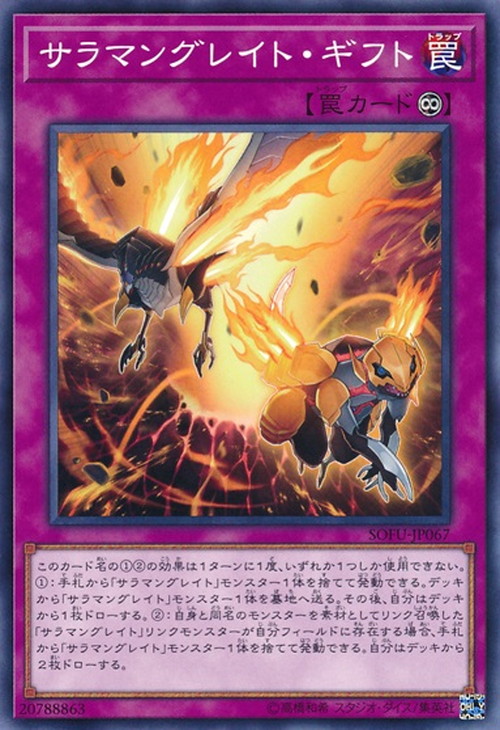 サラマングレイト・ギフト
トラップ
罠
トラップ
【罠カード】
SOFU-JP067
このカード名の①②の効果は1ターンに1度、いずれか1つしか使用できない。
①:手札から「サラマングレイト」モンスター1体を捨てて発動できる。デッキ
から「サラマングレイト」モンスター1体を墓地へ送る。その後、自分はデッキ
から1枚ドローする。②:自身と同名のモンスターを素材としてリンク召喚した
「サラマングレイト」リンクモンスターが自分フィールドに存在する場合、手札
から「サラマングレイト」モンスター1体を捨てて発動できる。自分はデッキから
2枚ドローする。
20788863
©高橋和希 スタジオ・ダイス/集英社